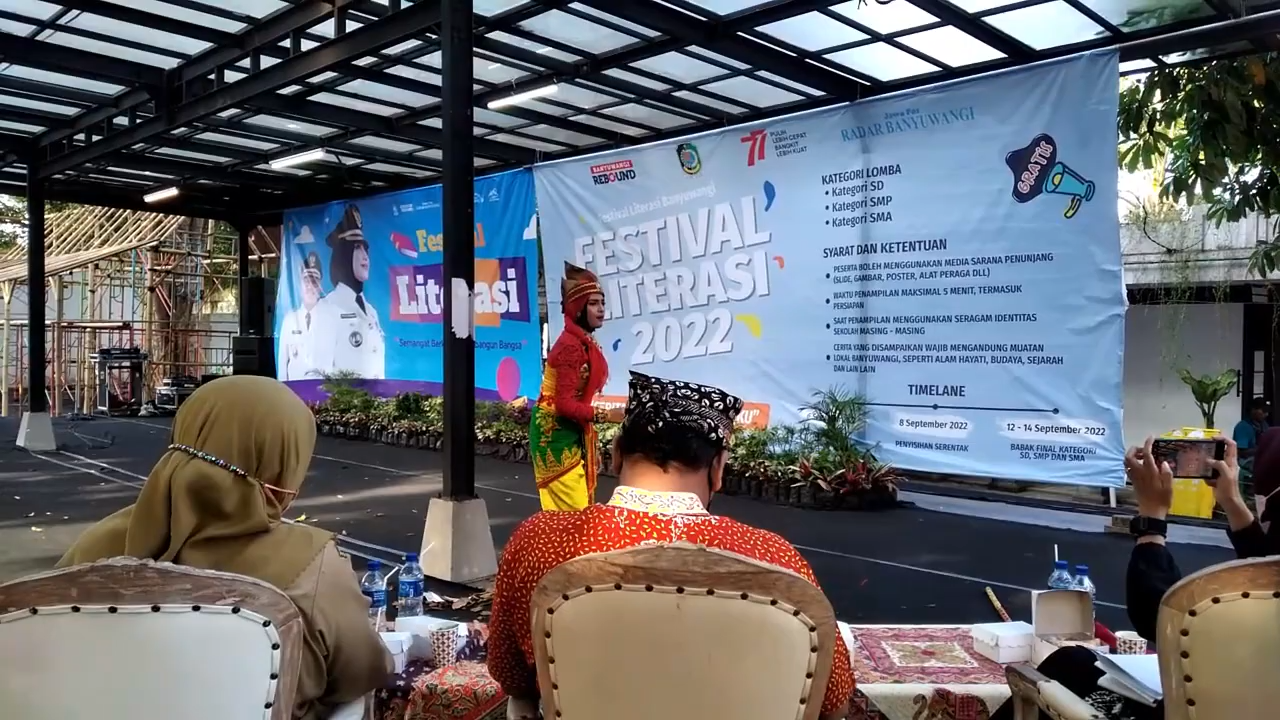 Festival
Literasi
Semangat
Bangsa
BANYUWANGI
REBOUND
77
PULIH
LEBIH CEPAT
BANGKIT
LEBIH KUAT
Jawa Pos
RADAR BANYUWANGI
Festival Literasi Banyuwangi
FESTIVAL
LITERASI
2022
KATEGORI LOMBA
• Kategori SD
• Kategori SMP
• Kategori SMA
GRATIS
SYARAT DAN KETENTUAN
• PESERTA BOLEH MENGGUNAKAN MEDIA SARANA PENUNJANG
(SLIDE, GAMBAR, POSTER, ALAT PERAGA DLL)
• WAKTU PENAMPILAN MAKSIMAL 5 MENIT, TERMASUK
PERSIAPAN
• SAAT PENAMPILAN MENGGUNAKAN SERAGAM IDENTITAS
SEKOLAH MASING - MASING
• CERITA YANG DISAMPAIKAN WAJIB MENGANDUNG MUATAN
LOKAL BANYUWANGI, SEPERTI ALAM HAYATI, BUDAYA, SEJARAH
DAN LAIN LAIN
TIMELANE
8 September 2022
PENYISIHAN SERENTAK
12 - 14 September 2022
BABAK FINAL KATEGORI
SD, SMP DAN SMA